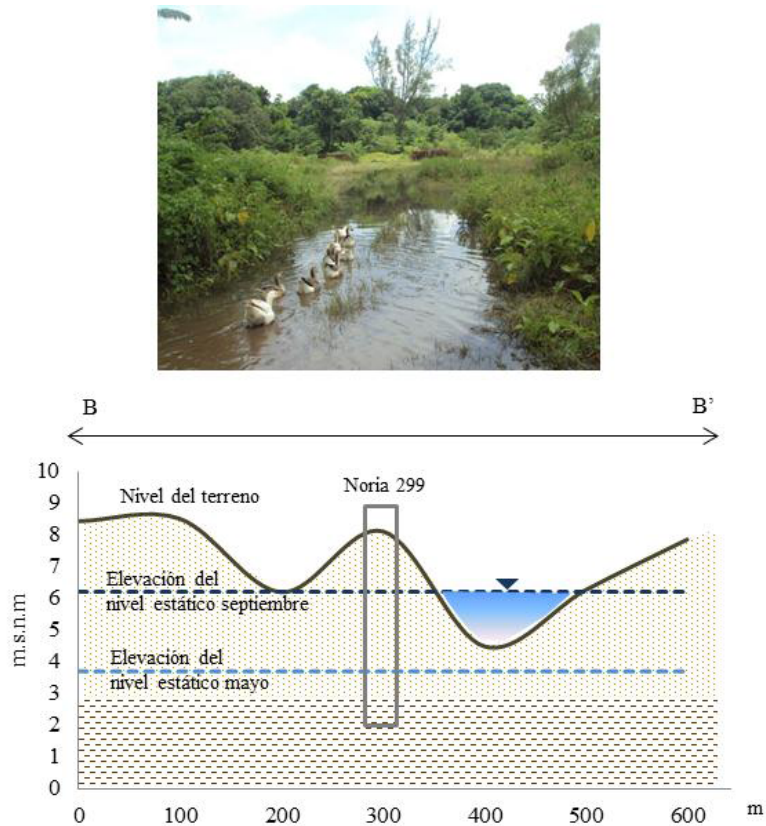 B
B’
10
9
8
7
6
5
4
3
2
1
0
m.s.n.m
Nivel del terreno
Noria 299
Elevación del
nivel estático septiembre
Elevación del
nivel estático mayo
0 100 200 300 400 500 600 m